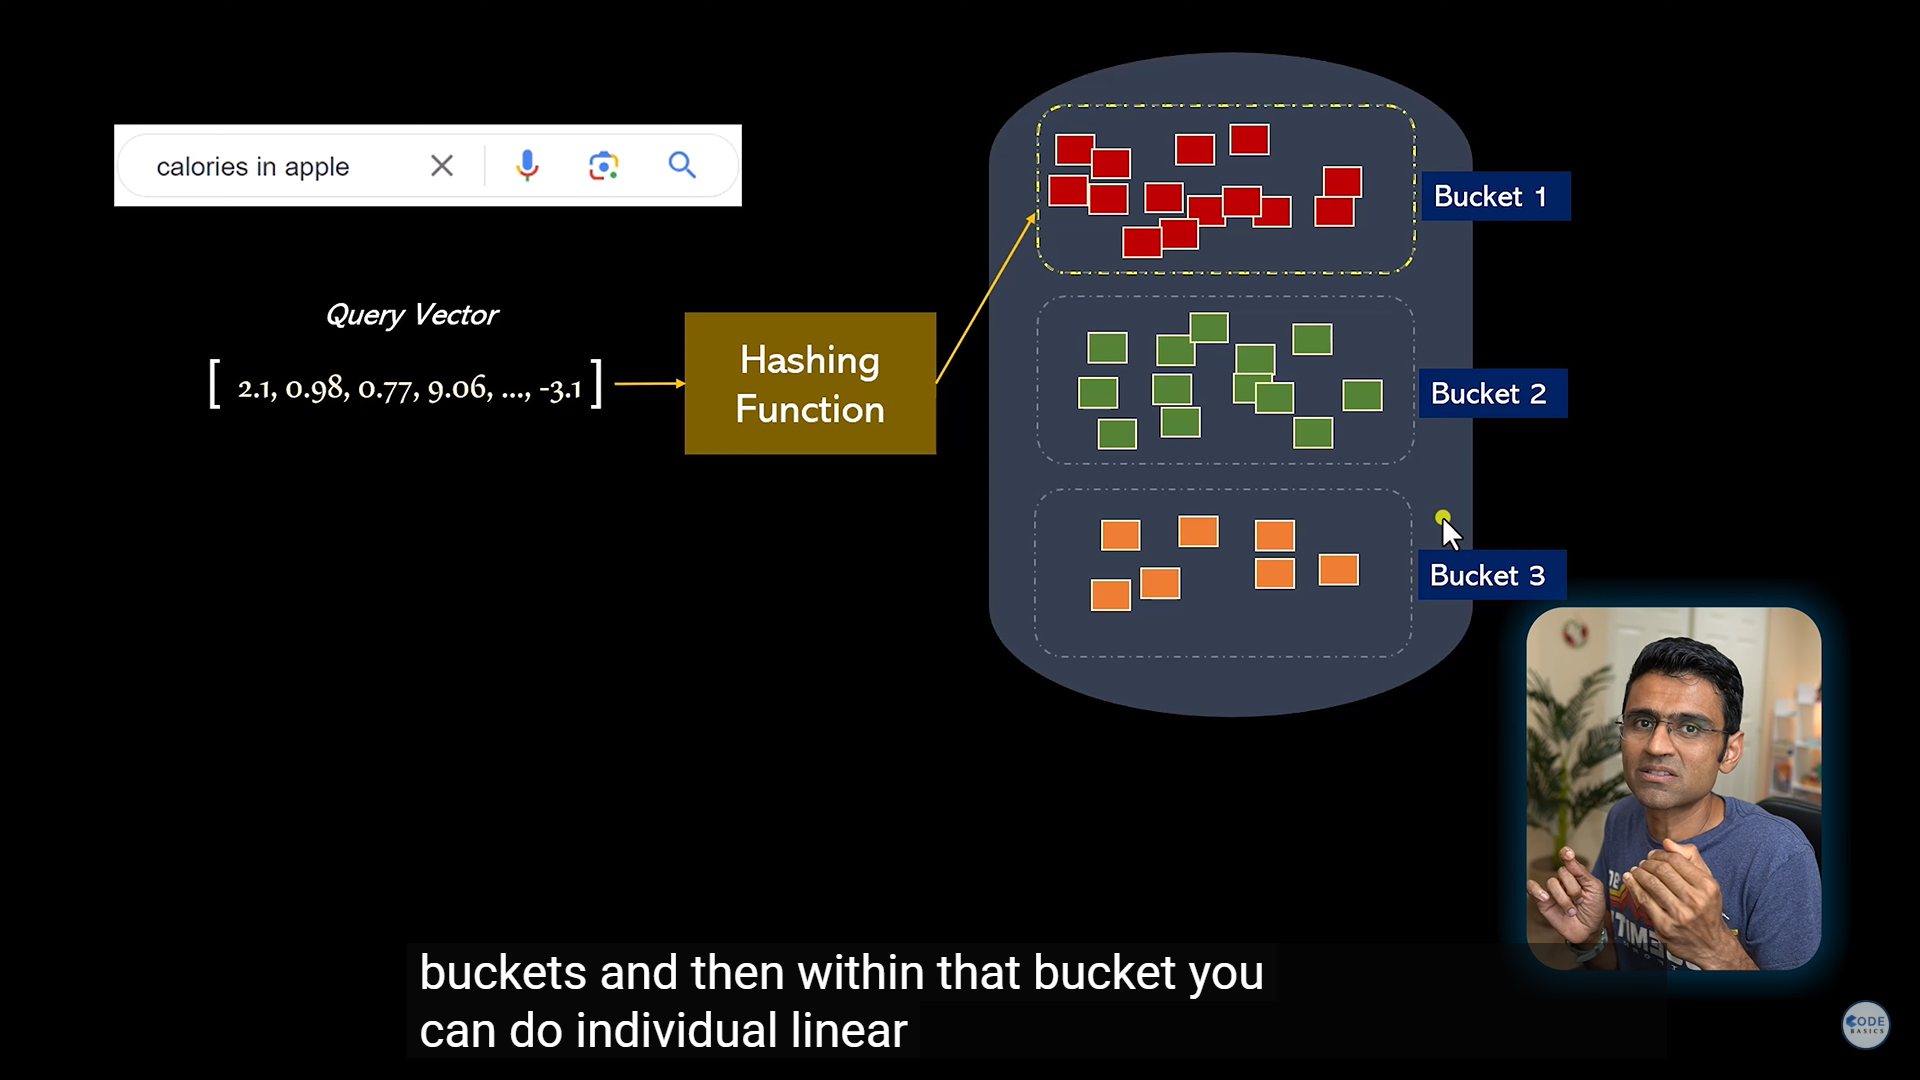 calories in apple
Query Vector
[ 2.1, 0.98, 0.77, 9.06, ..., -3.1 ]
Hashing
Function
Bucket 1
Bucket 2
Bucket 3
buckets and then within that bucket you
can do individual linear
CODE
BASICS